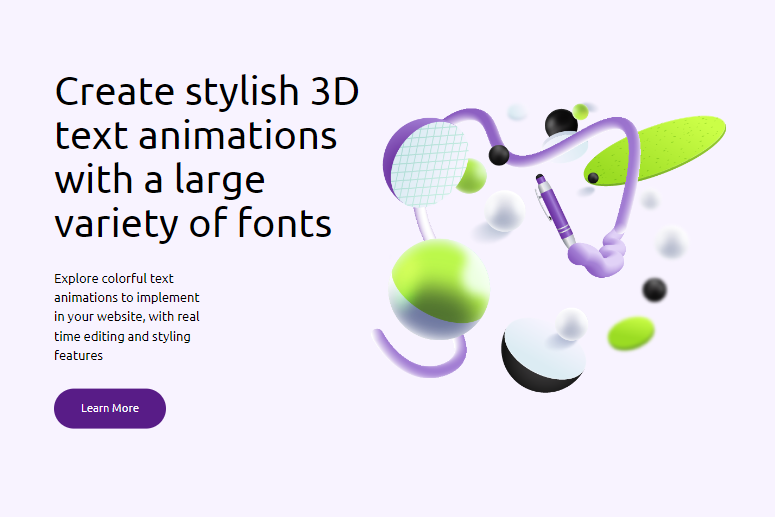 Create stylish 3D
text animations
with a large
variety of fonts
Explore colorful text
animations to implement
in your website, with real
time editing and styling
features
Learn More